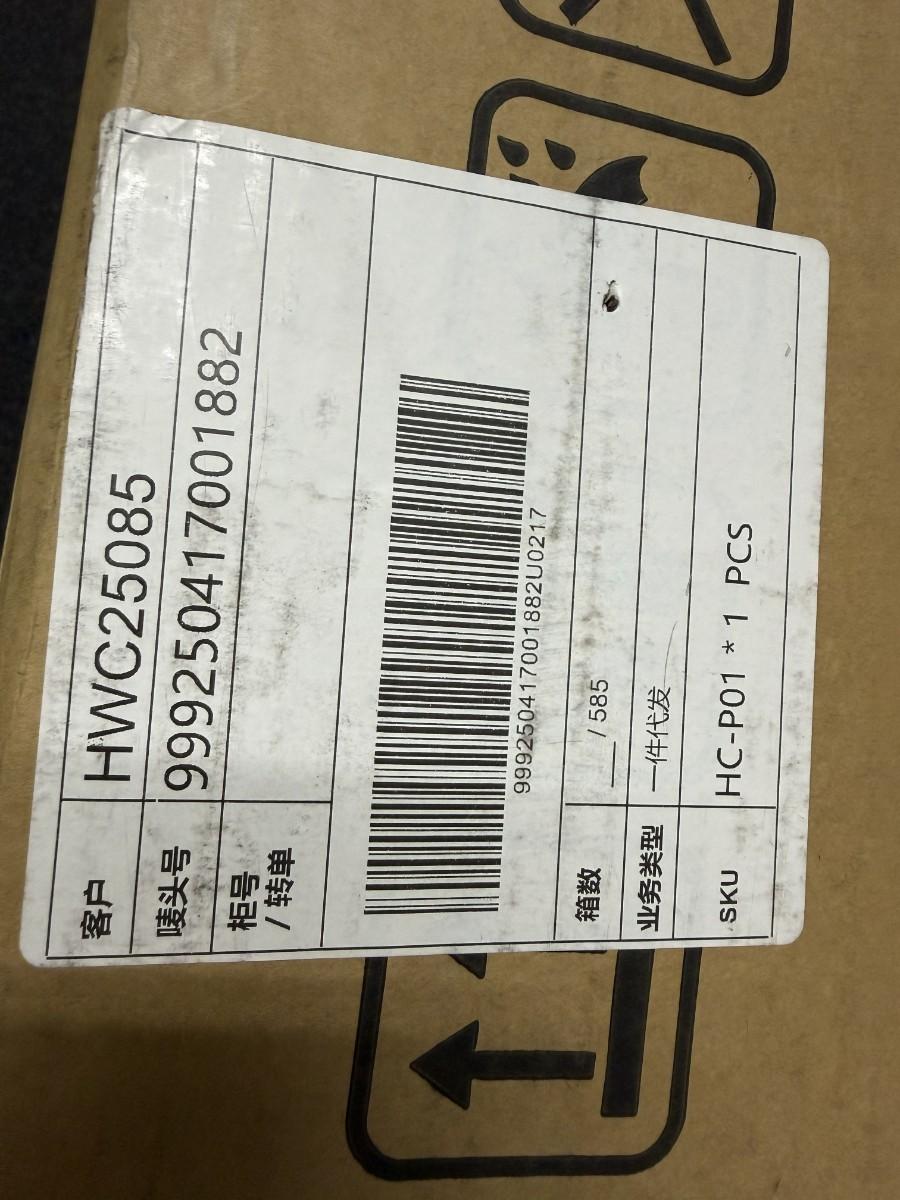 客户 HWC25085
唛头号 999250417001882
柜号
/ 转单
999250417001882U0217
箱数 ___ / 585
业务类型 一件代发
SKU HC-P01 * 1 PCS